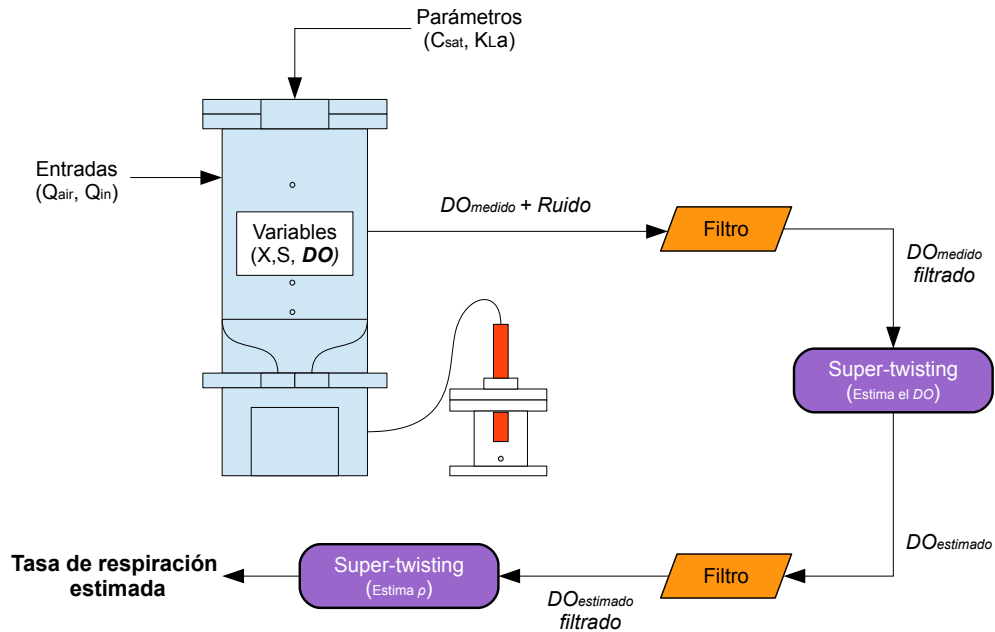 Parámetros
(Csat, KLa)
Entradas
(Qair, Qin)
Variables
(X,S, DO)
DOmedido + Ruido
Filtro
DOmedido
filtrado
Super-twisting
(Estima el DO)
DOestimado
Filtro
DOestimado
filtrado
Super-twisting
(Estima ρ)
Tasa de respiración
estimada